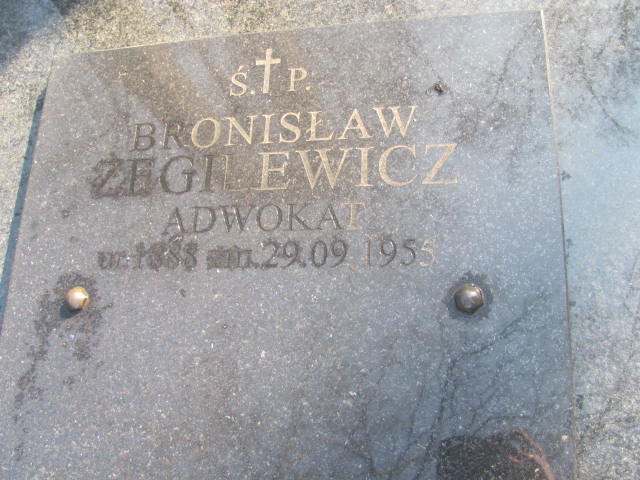 Ś.†P.
BRONISŁAW
ŻEGILEWICZ
ADWOKAT
ur. 1888 zm. 29.09.1955